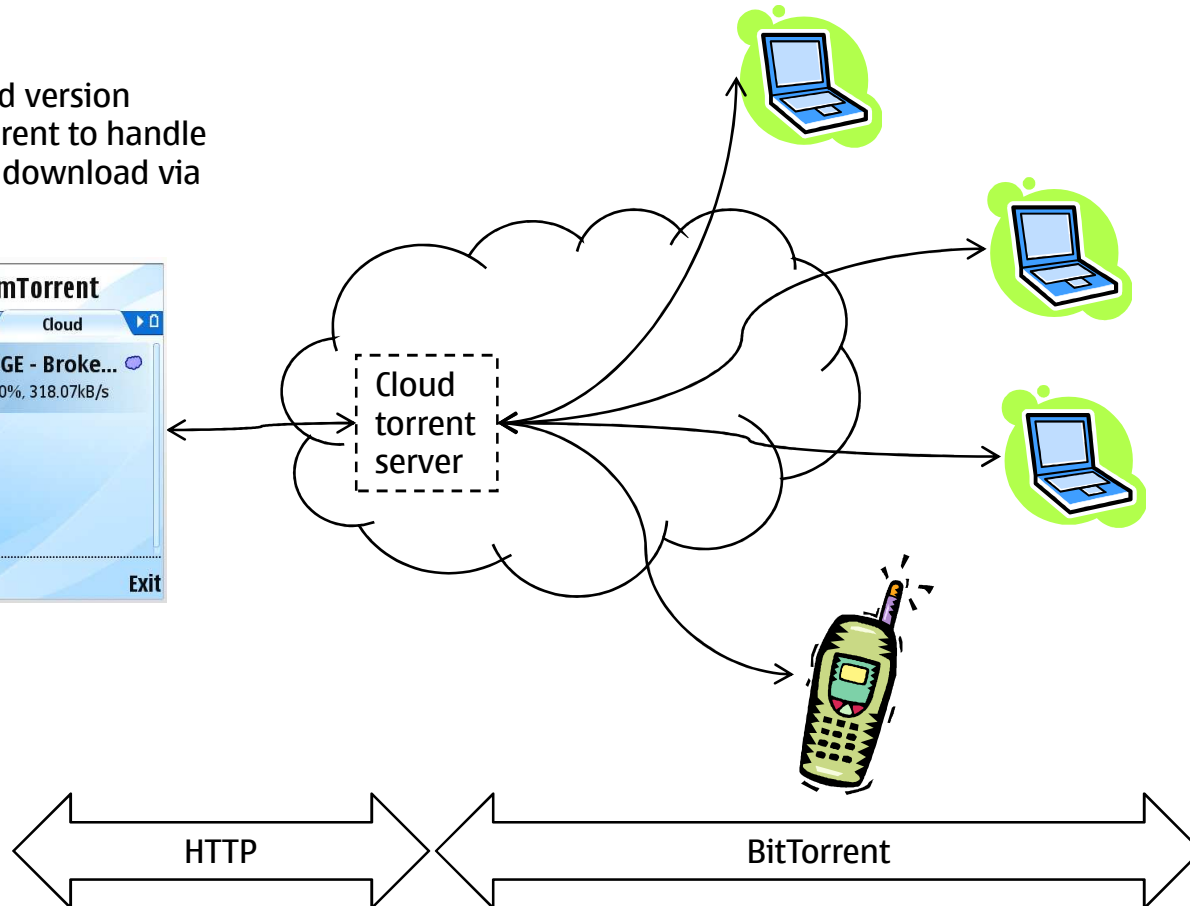 d version
rent to handle
download via
mTorrent
Cloud
GE - Broke...
0%, 318.07kB/s
Exit
Cloud
torrent
server
HTTP
BitTorrent